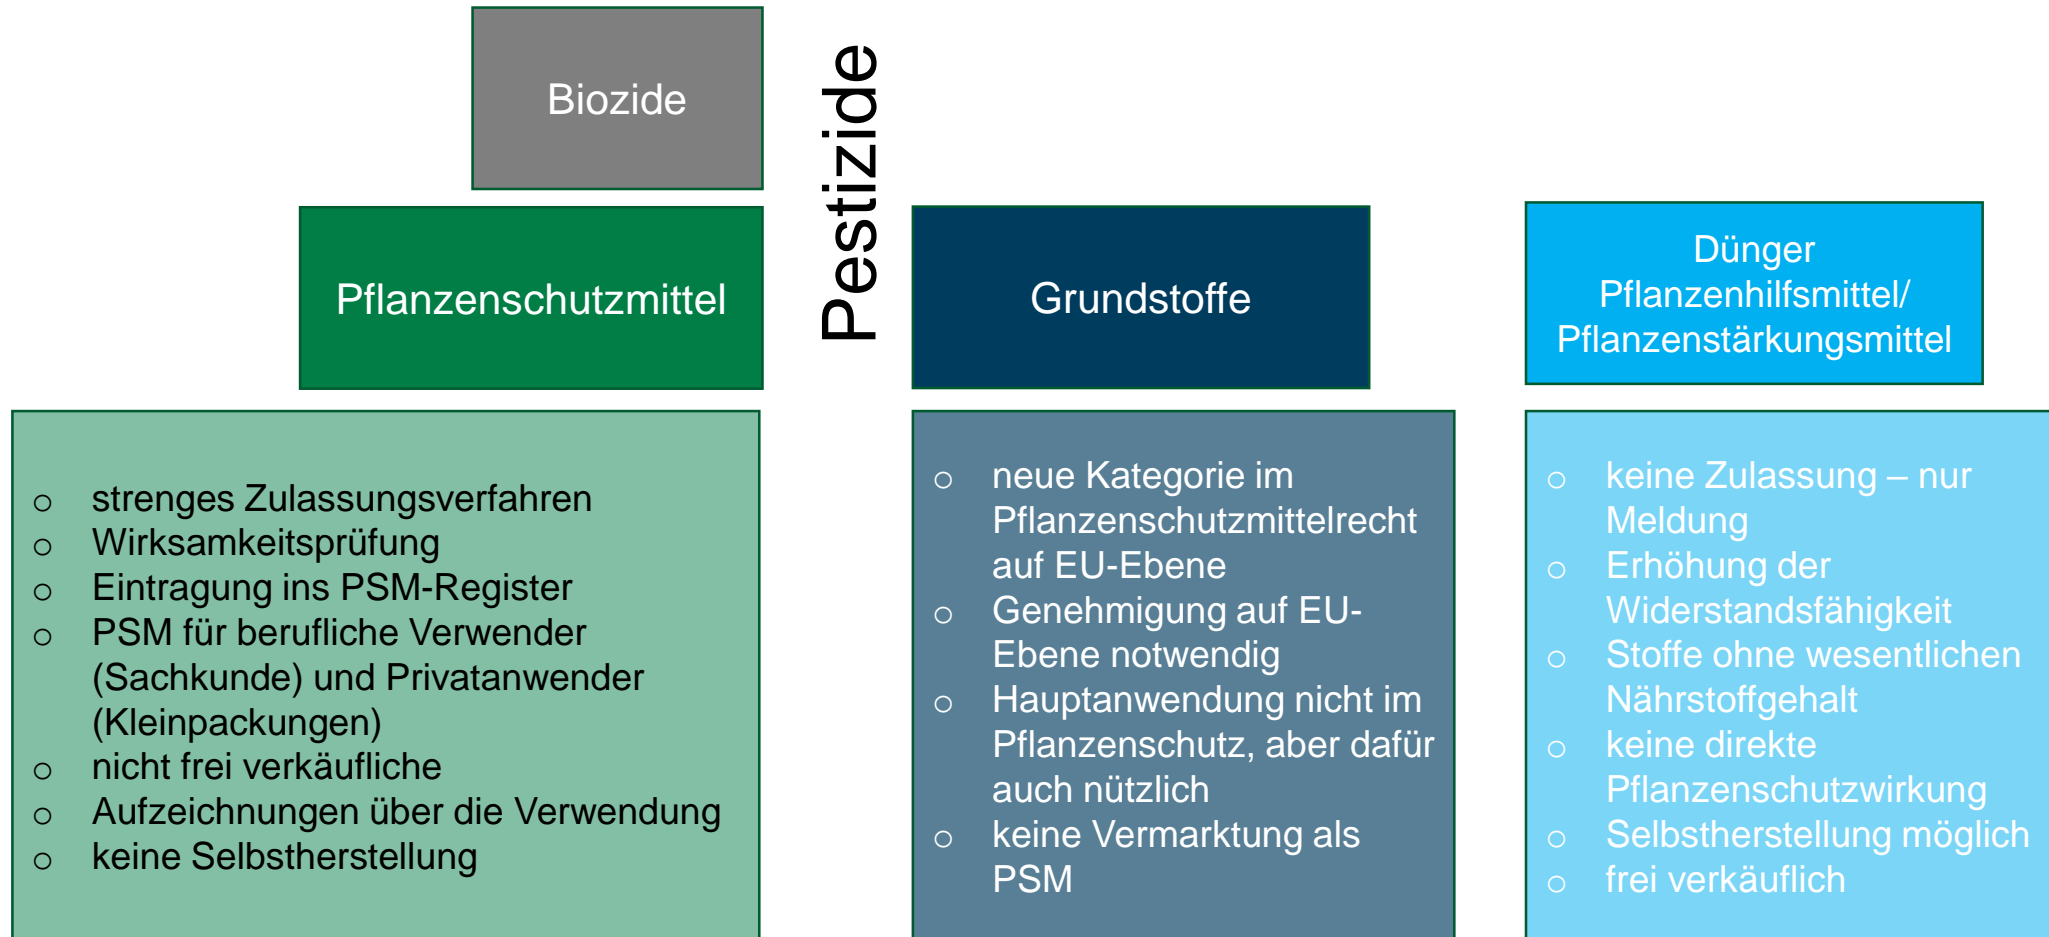 Biozide
Pestizide
Pflanzenschutzmittel
Grundstoffe
Dünger
Pflanzenhilfsmittel/
Pflanzenstärkungsmittel
o strenges Zulassungsverfahren
o Wirksamkeitsprüfung
o Eintragung ins PSM-Register
o PSM für berufliche Verwender
(Sachkunde) und Privatanwender
(Kleinpackungen)
o nicht frei verkäufliche
o Aufzeichnungen über die Verwendung
o keine Selbstherstellung
o neue Kategorie im
Pflanzenschutzmittelrecht
auf EU-Ebene
o Genehmigung auf EU-
Ebene notwendig
o Hauptanwendung nicht im
Pflanzenschutz, aber dafür
auch nützlich
o keine Vermarktung als
PSM
o keine Zulassung – nur
Meldung
o Erhöhung der
Widerstandsfähigkeit
o Stoffe ohne wesentlichen
Nährstoffgehalt
o keine direkte
Pflanzenschutzwirkung
o Selbstherstellung möglich
o frei verkäuflich